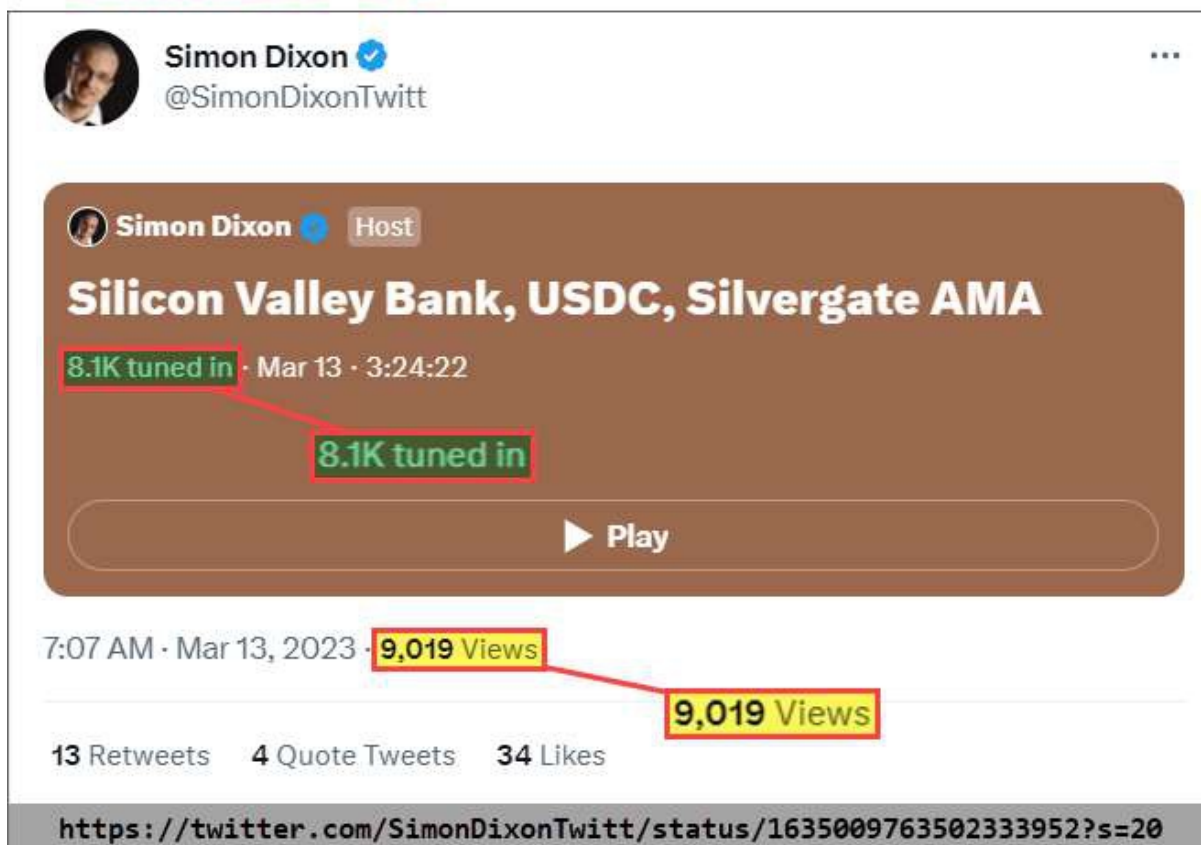 Simon Dixon
@SimonDixonTwitt
Simon Dixon Host
Silicon Valley Bank, USDC, Silvergate AMA
8.1K tuned in · Mar 13 · 3:24:22
8.1K tuned in
Play
7:07 AM · Mar 13, 2023 · 9,019 Views
9,019 Views
13 Retweets 4 Quote Tweets 34 Likes
https://twitter.com/SimonDixonTwitt/status/1635009763502333952?s=20